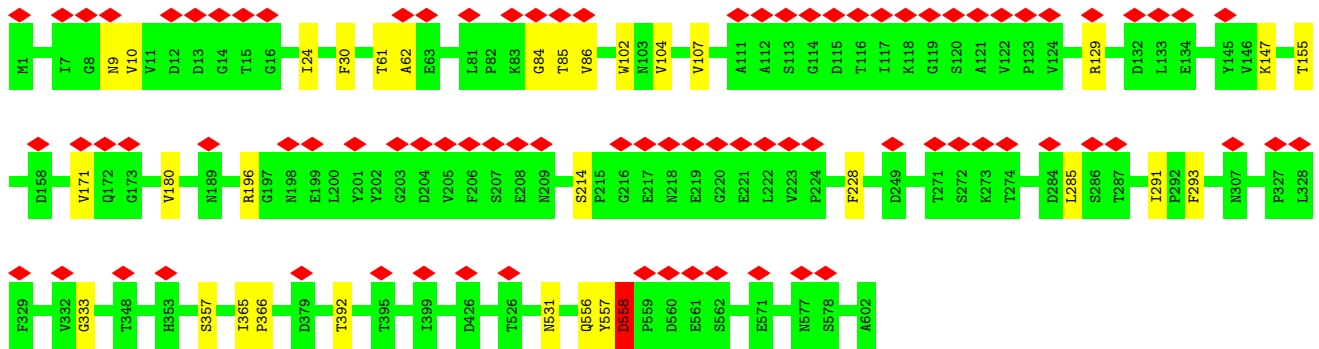 M1 I7 G8 N9 V10 V11 D12 D13 G14 T15 G16 I24 F30 T61 A62 E63 L81 P82 K83 G84 T85 V86 W102 N103 V104 V107 A111 A112 S113 G114 D115 T116 I117 K118 G119 S120 A121 V122 P123 V124 R129 D132 L133 E134 Y145 V146 K147 T155
D158 V171 Q172 G173 V180 N189 R196 G197 N198 E199 L200 Y201 Y202 G203 D204 V205 F206 S207 E208 N209 S214 P215 G216 E217 N218 E219 G220 E221 L222 V223 P224 F228 D249 T271 S272 K273 T274 D284 L285 S286 T287 I291 P292 F293 N307 P327 L328
F329 V332 G333 T348 H353 S357 I365 P366 D379 T392 T395 I399 D426 T526 N531 Q556 Y557 D558 P559 D560 E561 S562 E571 N577 S578 A602